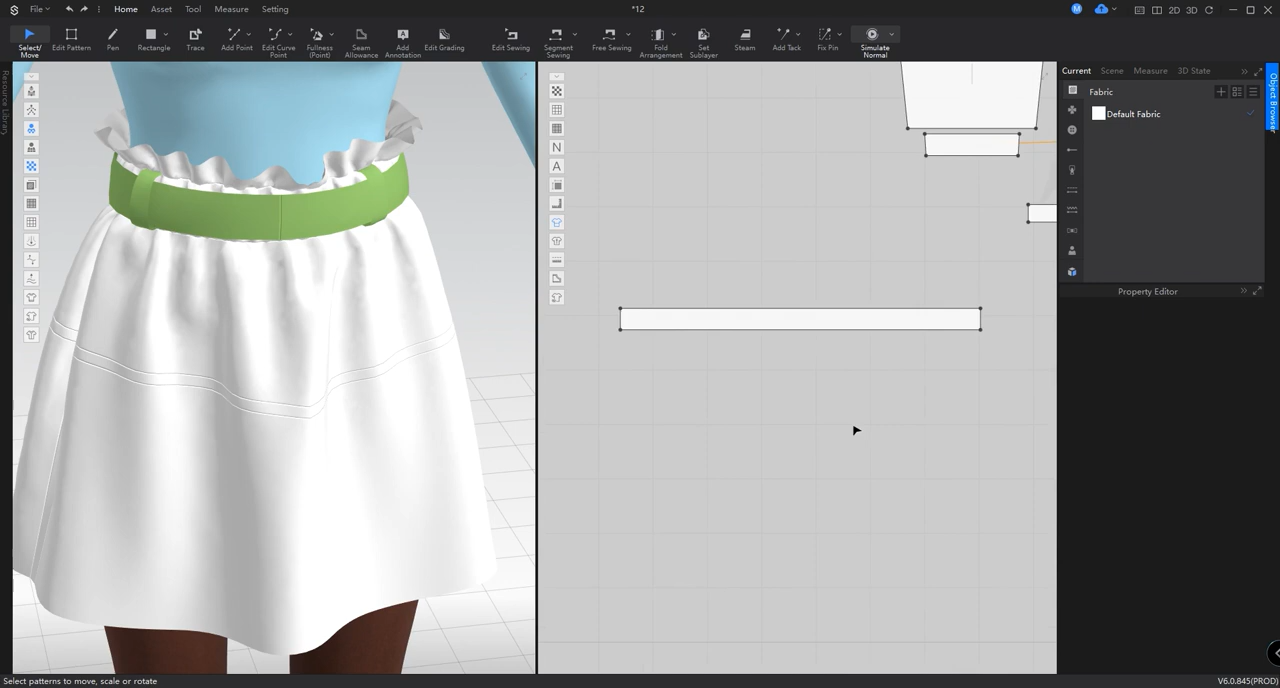 File
Home
Asset
Tool
Measure
Setting
*12
M
2D
3D
Select/
Move
Edit Pattern
Pen
Rectangle
Trace
Add Point
Edit Curve
Point
Fullness
(Point)
Seam
Allowance
Add
Annotation
Edit Grading
Edit Sewing
Segment
Sewing
Free Sewing
Fold
Arrangement
Set
Sublayer
Steam
Add Tack
Fix Pin
Simulate
Normal
Resource Library
N
A
Current
Scene
Measure
3D State
Fabric
Default Fabric
Object Browser
Property Editor
Select patterns to move, scale or rotate
V6.0.845(PROD)